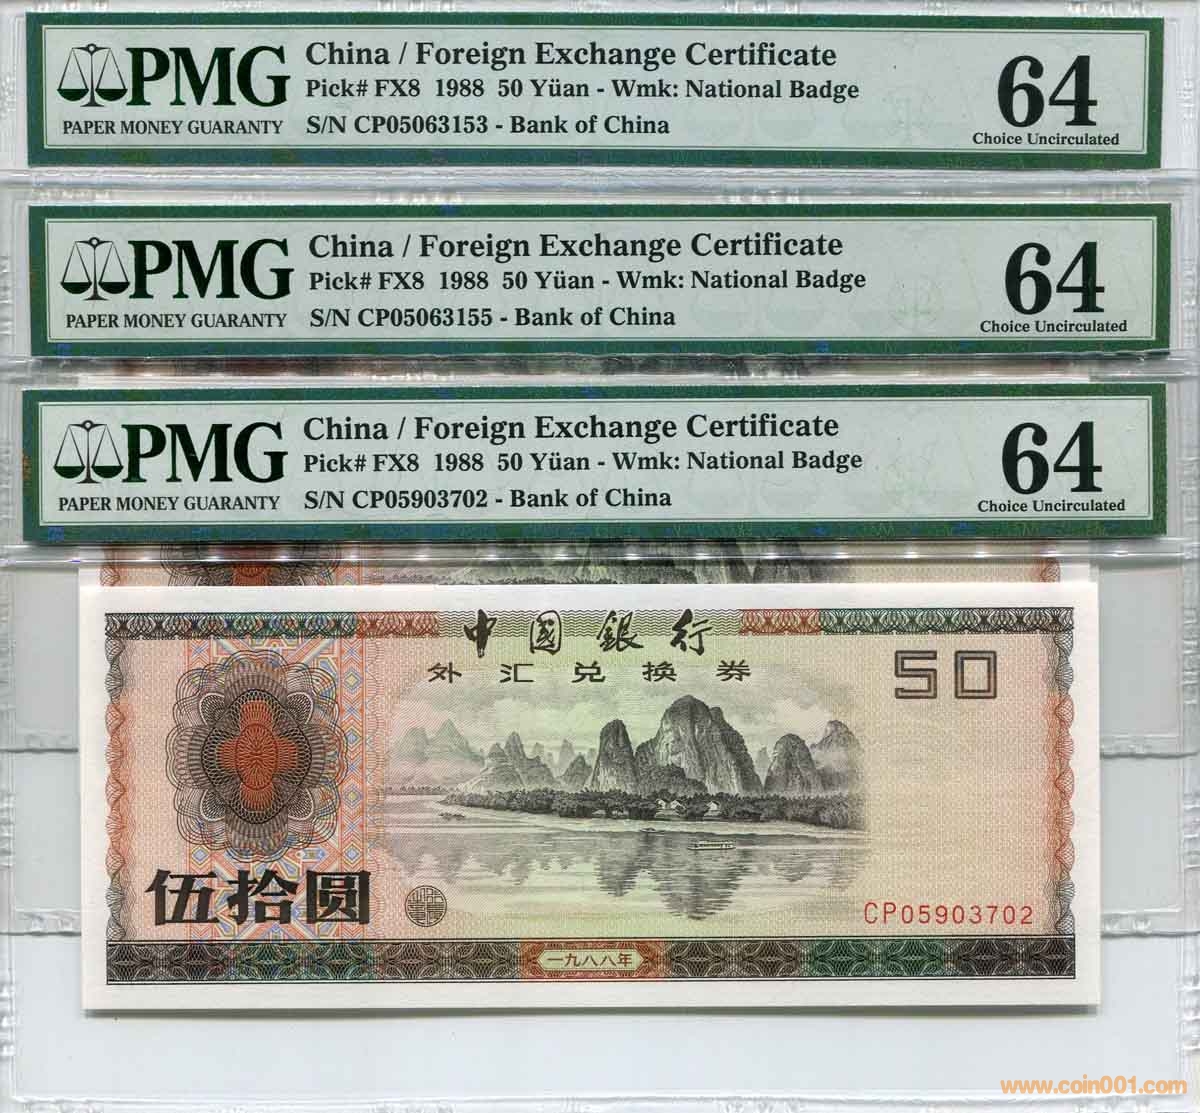 PMG
PAPER MONEY GUARANTY
China / Foreign Exchange Certificate
Pick# FX8 1988 50 Yüan - Wmk: National Badge
S/N CP05063153 - Bank of China
64
Choice Uncirculated
PMG
PAPER MONEY GUARANTY
China / Foreign Exchange Certificate
Pick# FX8 1988 50 Yüan - Wmk: National Badge
S/N CP05063155 - Bank of China
64
Choice Uncirculated
PMG
PAPER MONEY GUARANTY
China / Foreign Exchange Certificate
Pick# FX8 1988 50 Yüan - Wmk: National Badge
S/N CP05903702 - Bank of China
64
Choice Uncirculated
中國銀行
外汇兑换券
50
伍拾圆
CP05903702
一九八八年
www.coin001.com